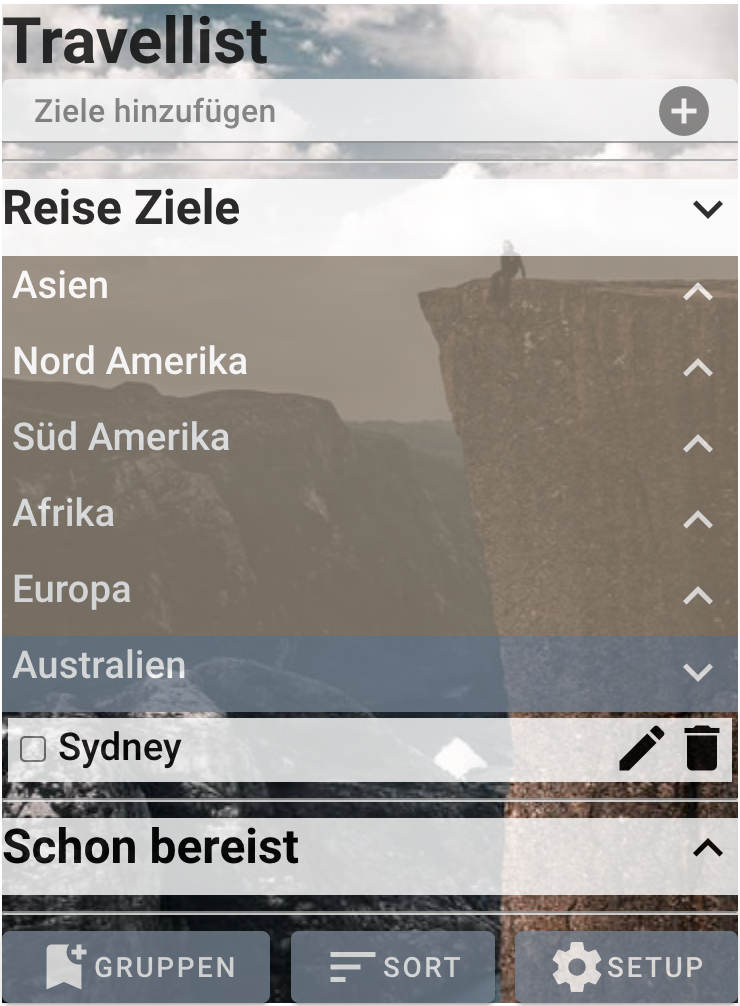 Travellist
Ziele hinzufügen
Reise Ziele
Asien
Nord Amerika
Süd Amerika
Afrika
Europa
Australien
Sydney
Schon bereist
GRUPPEN SORT SETUP